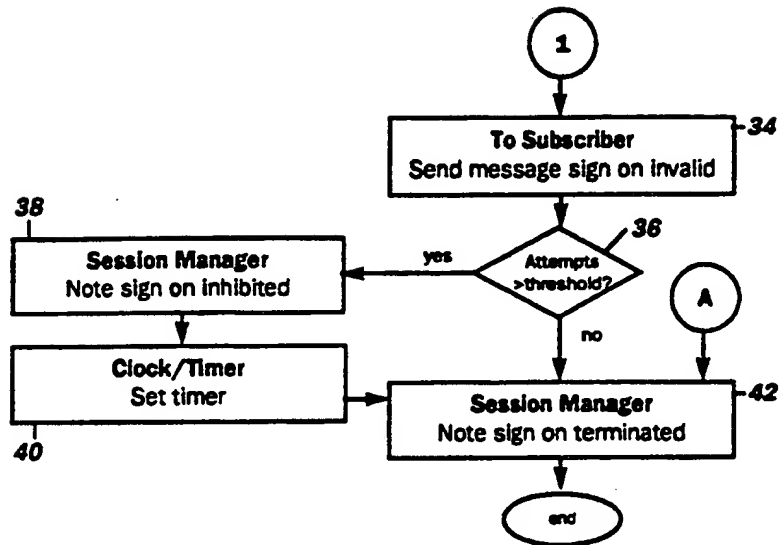 1
34
To Subscriber
Send message sign on invalid
36
Attempts
>threshold?
yes
no
38
Session Manager
Note sign on inhibited
A
Clock/Timer
Set timer
40
42
Session Manager
Note sign on terminated
end